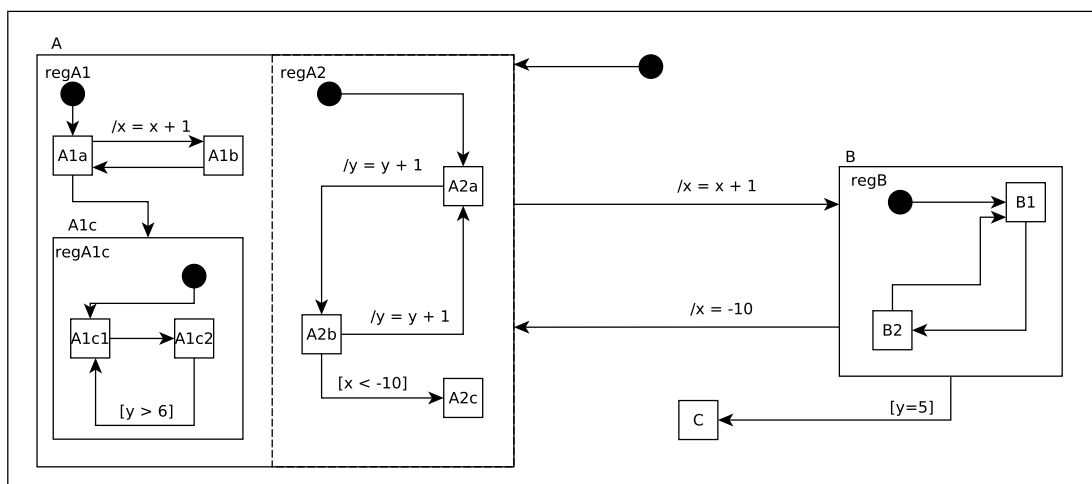 A
regA1
regA2
/x = x + 1
A1a
A1b
/y = y + 1
A2a
B
/x = x + 1
regB
B1
A1c
regA1c
A1c1
A1c2
/y = y + 1
A2b
/x = -10
B2
[x < -10]
A2c
[y > 6]
[y=5]
C